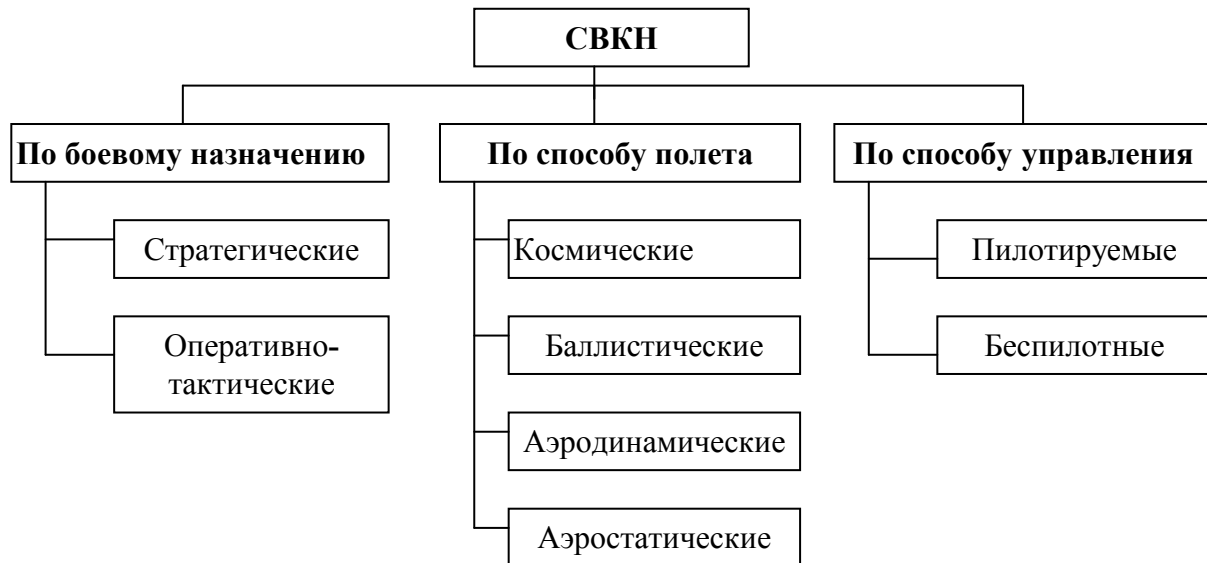 СВКН
По боевому назначению
По способу полета
По способу управления
Стратегические
Оперативно-
тактические
Космические
Баллистические
Аэродинамические
Аэростатические
Пилотируемые
Беспилотные